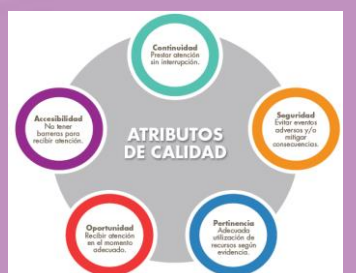 Continuidad
Prestar atención
sin interrupción.
Accesibilidad
No tener
barreras para
recibir atención.
Seguridad
Evitar eventos
adversos y/o
mitigar
consecuencias.
ATRIBUTOS
DE CALIDAD
Oportunidad
Recibir atención
en el momento
adecuado.
Pertinencia
Adecuada
utilización de
recursos según
evidencia.